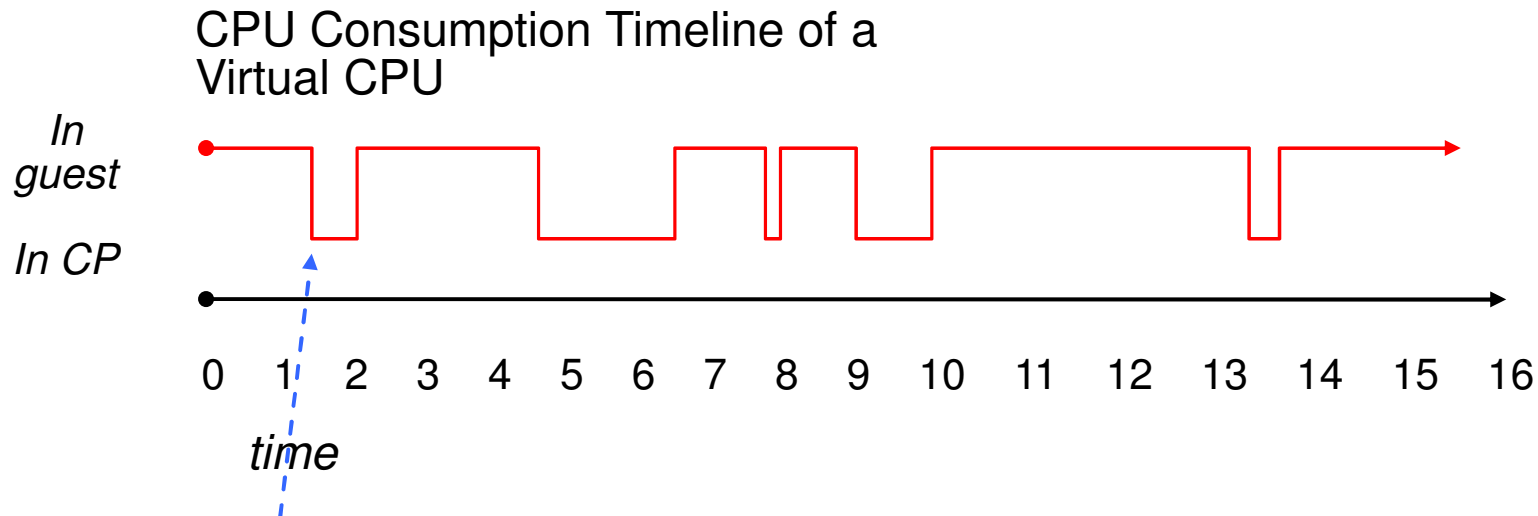 CPU Consumption Timeline of a
Virtual CPU
In
guest
In CP
0 1 2 3 4 5 6 7 8 9 10 11 12 13 14 15 16
time